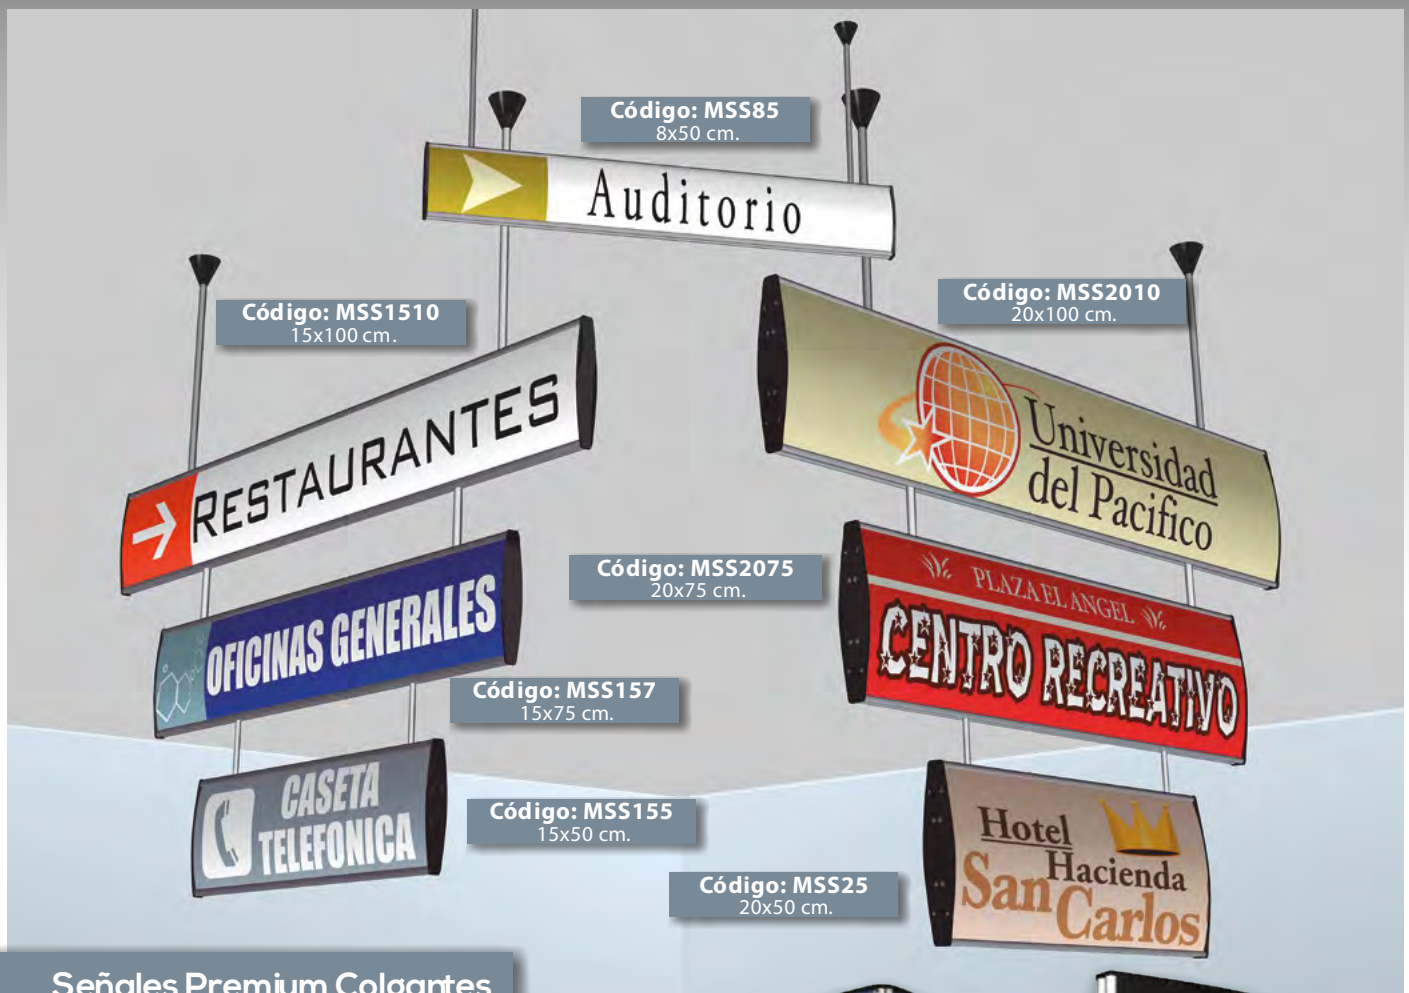 Código: MSS85
8x50 cm.
Auditorio
Código: MSS1510
15x100 cm.
Código: MSS2010
20x100 cm.
RESTAURANTES
Universidad
del Pacifico
Código: MSS2075
20x75 cm.
PLAZA EL ANGEL
CENTRO RECREATIVO
OFICINAS GENERALES
Código: MSS157
15x75 cm.
CASETA
TELEFONICA
Código: MSS155
15x50 cm.
Hotel
Hacienda
San
Carlos
Código: MSS25
20x50 cm.
Señales Premium Colgantes